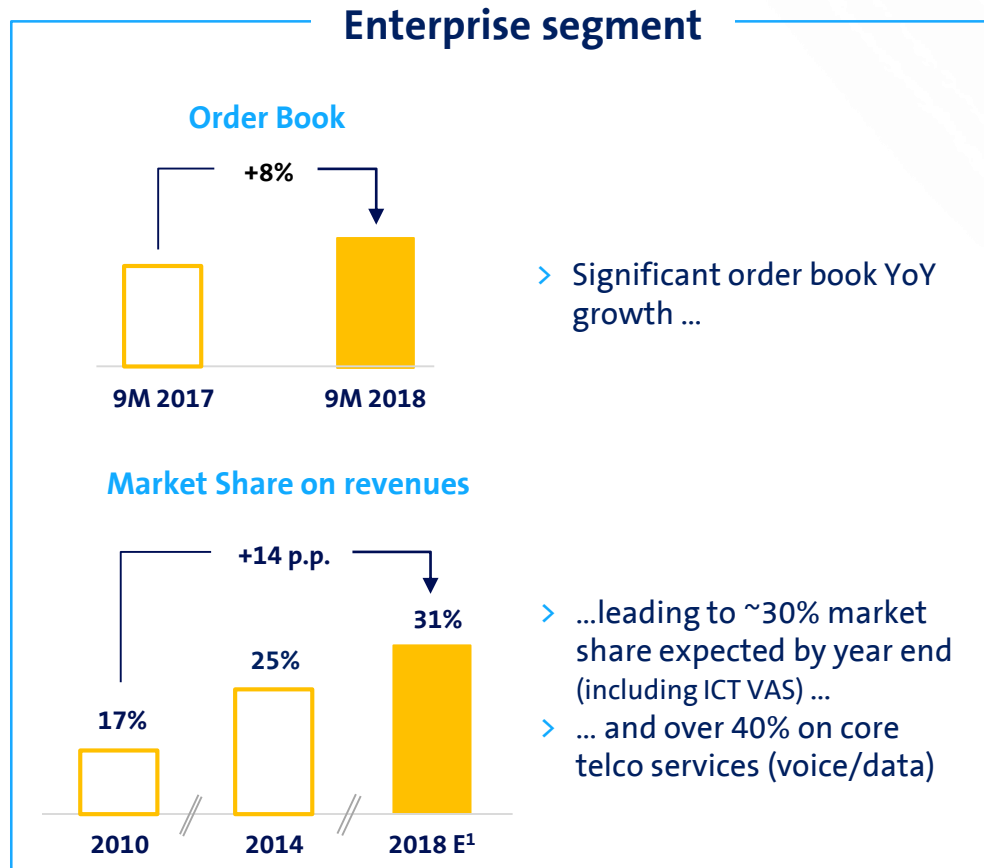 Enterprise segment
Order Book
+8%
9M 2017
9M 2018
> Significant order book YoY
growth ...
Market Share on revenues
+14 p.p.
17%
25%
31%
2010
2014
2018 E¹
> ...leading to ~30% market
share expected by year end
(including ICT VAS) ...
> ... and over 40% on core
telco services (voice/data)